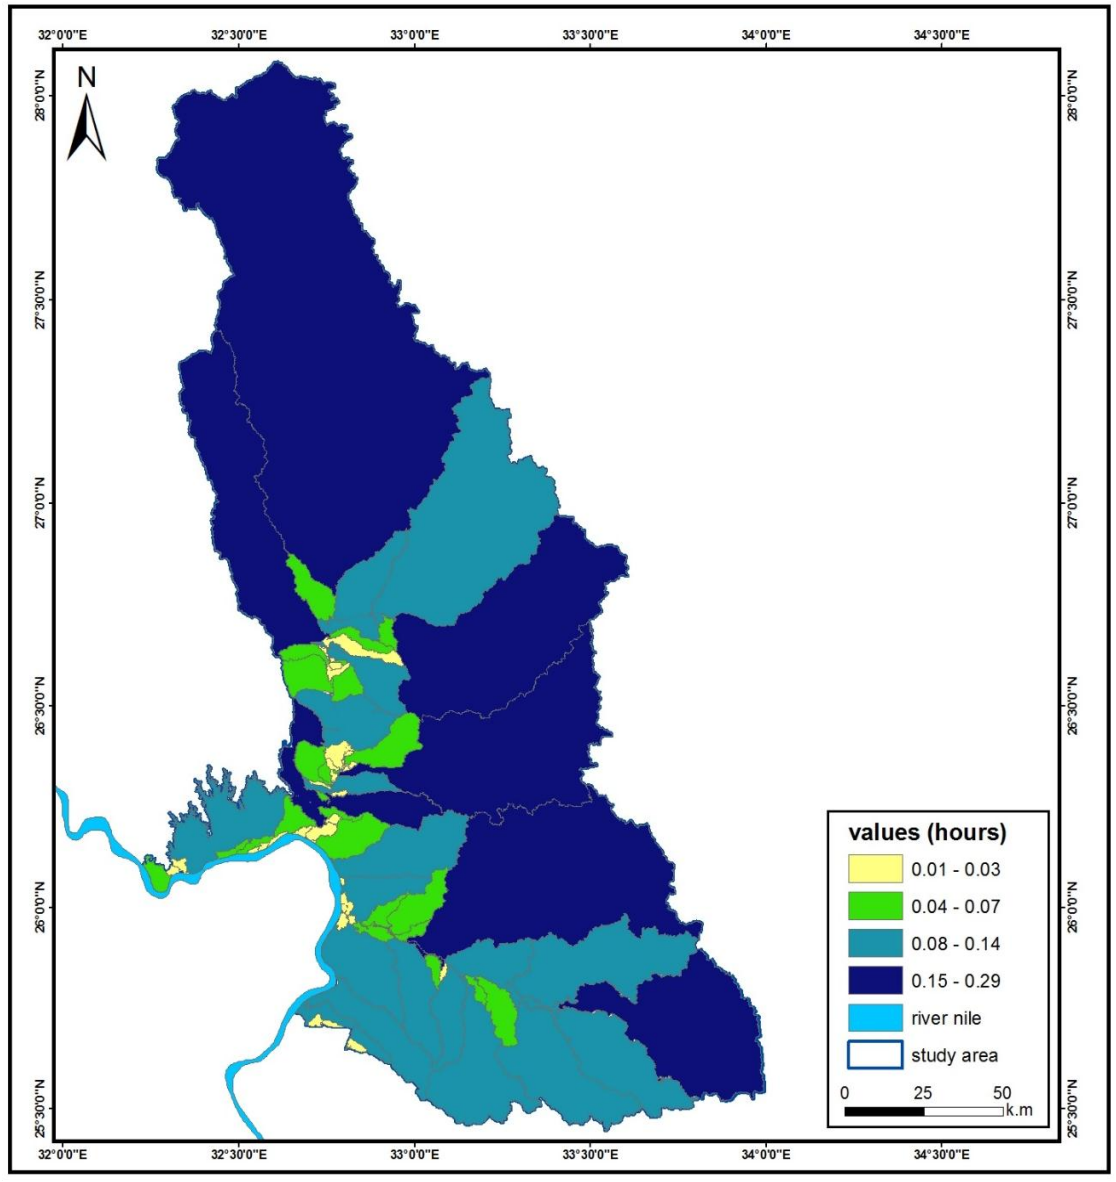 32°0'0"E 32°30'0"E 33°0'0"E 33°30'0"E 34°0'0"E 34°30'0"E
N
28°0'0"N 28°0'0"N
27°30'0"N 27°30'0"N
27°0'0"N 27°0'0"N
26°30'0"N 26°30'0"N
26°0'0"N 26°0'0"N
25°30'0"N 25°30'0"N
values (hours)
0.01 - 0.03
0.04 - 0.07
0.08 - 0.14
0.15 - 0.29
river nile
study area
0 25 50
k.m
32°0'0"E 32°30'0"E 33°0'0"E 33°30'0"E 34°0'0"E 34°30'0"E